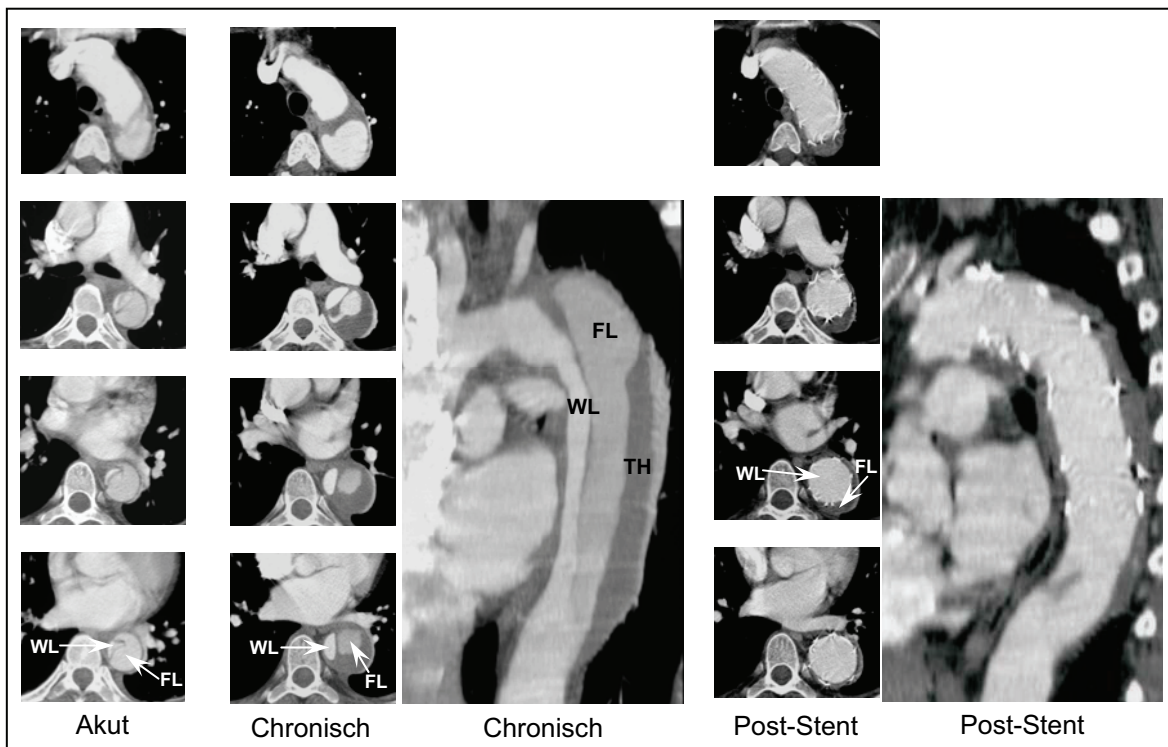 FL
WL
TH
WL
FL
WL
FL
WL
FL
Akut
Chronisch
Chronisch
Post-Stent
Post-Stent